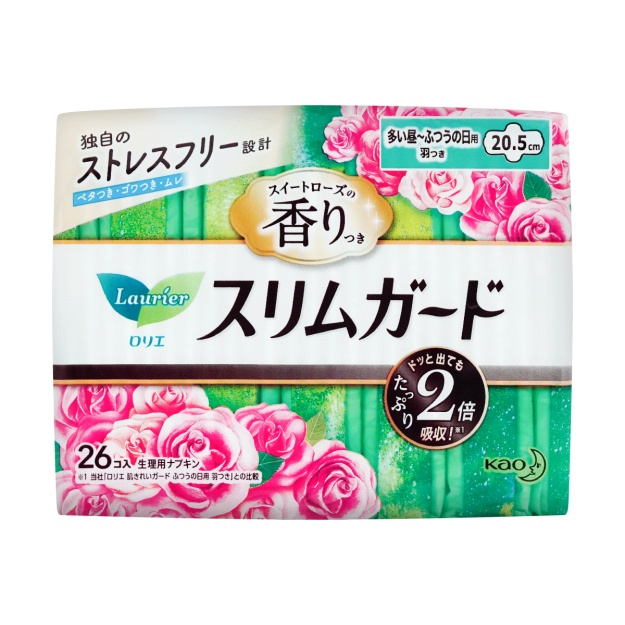 独自の
ストレスフリー設計
ベタつき・ゴワつき・ムレ
多い昼～ふつうの日用
羽つき
20.5cm
スイートローズの
香りつき
Laurier
ロリエ
スリムガード
ドッと出ても
たっぷり
2倍
吸収!※1
26コ入 生理用ナプキン
※1 当社「ロリエ 肌きれいガード ふつうの日用 羽つき」との比較
Kao